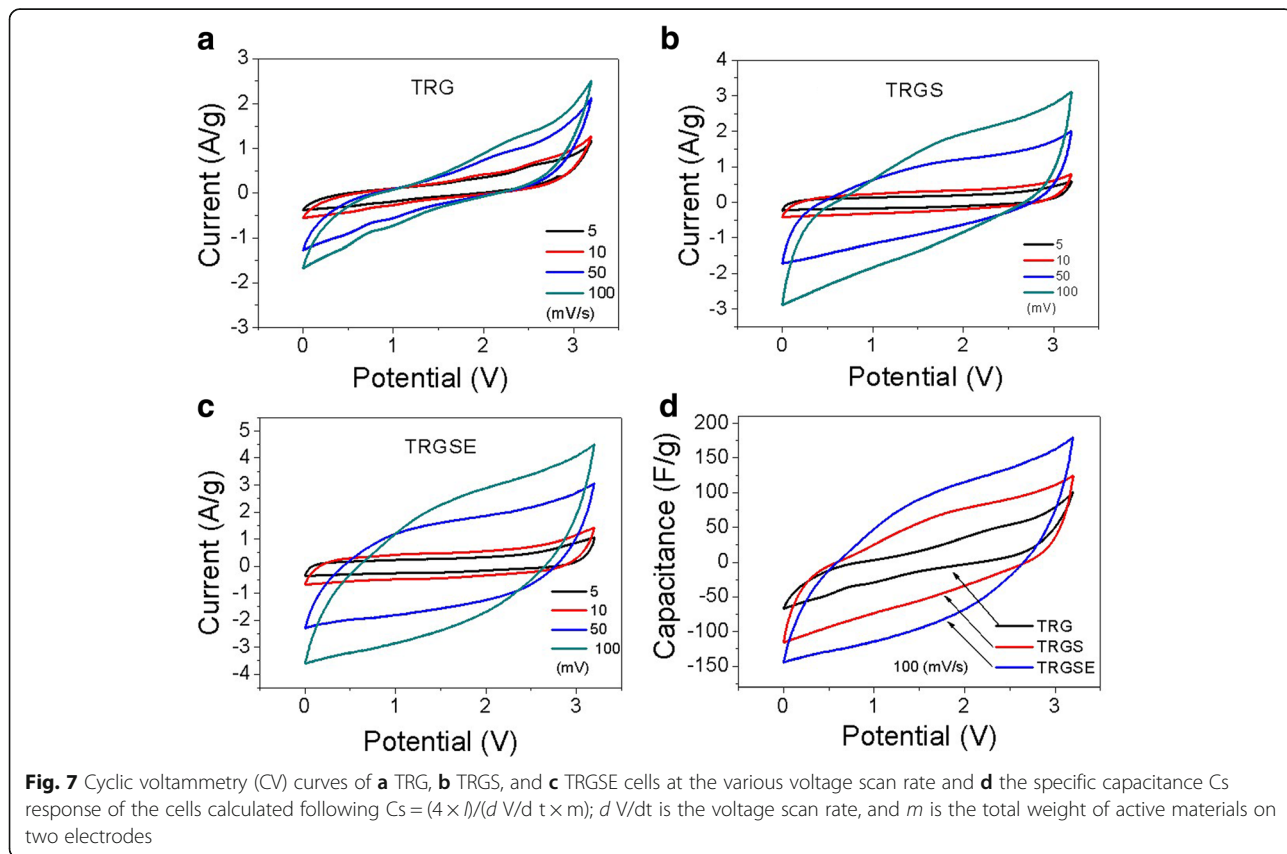 a
TRG
Current (A/g)
3
2
1
0
-1
-2
-3
0 1 2 3
Potential (V)
5
10
50
100
(mV/s)
b
TRGS
Current (A/g)
4
3
2
1
0
-1
-2
-3
0 1 2 3
Potential (V)
5
10
50
100
(mV)
c
TRGSE
Current (A/g)
5
4
3
2
1
0
-1
-2
-3
-4
0 1 2 3
Potential (V)
5
10
50
100
(mV)
d
Capacitance (F/g)
200
150
100
50
0
-50
-100
-150
0 1 2 3
Potential (V)
100 (mV/s)
TRG
TRGS
TRGSE
Fig. 7 Cyclic voltammetry (CV) curves of a TRG, b TRGS, and c TRGSE cells at the various voltage scan rate and d the specific capacitance Cs
response of the cells calculated following Cs = (4 × I)/(d V/d t × m); d V/dt is the voltage scan rate, and m is the total weight of active materials on
two electrodes